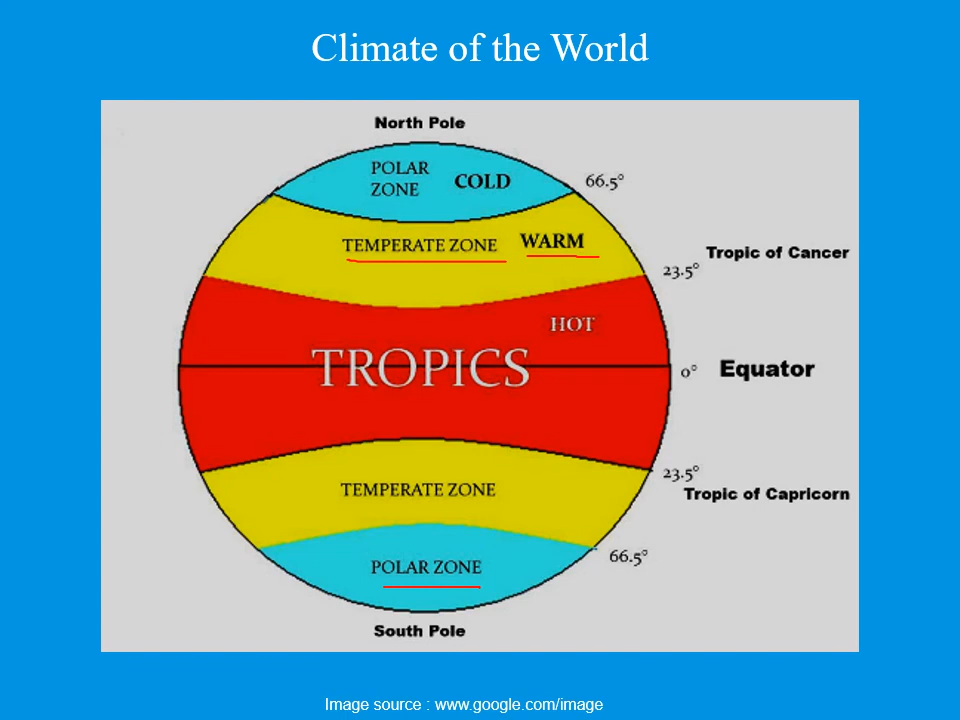 Climate of the World
North Pole
POLAR
ZONE
COLD
66.5°
TEMPERATE ZONE
WARM
Tropic of Cancer
23.5°
HOT
TROPICS
0°
Equator
23.5°
TEMPERATE ZONE
Tropic of Capricorn
66.5°
POLAR ZONE
South Pole
Image source : www.google.com/image